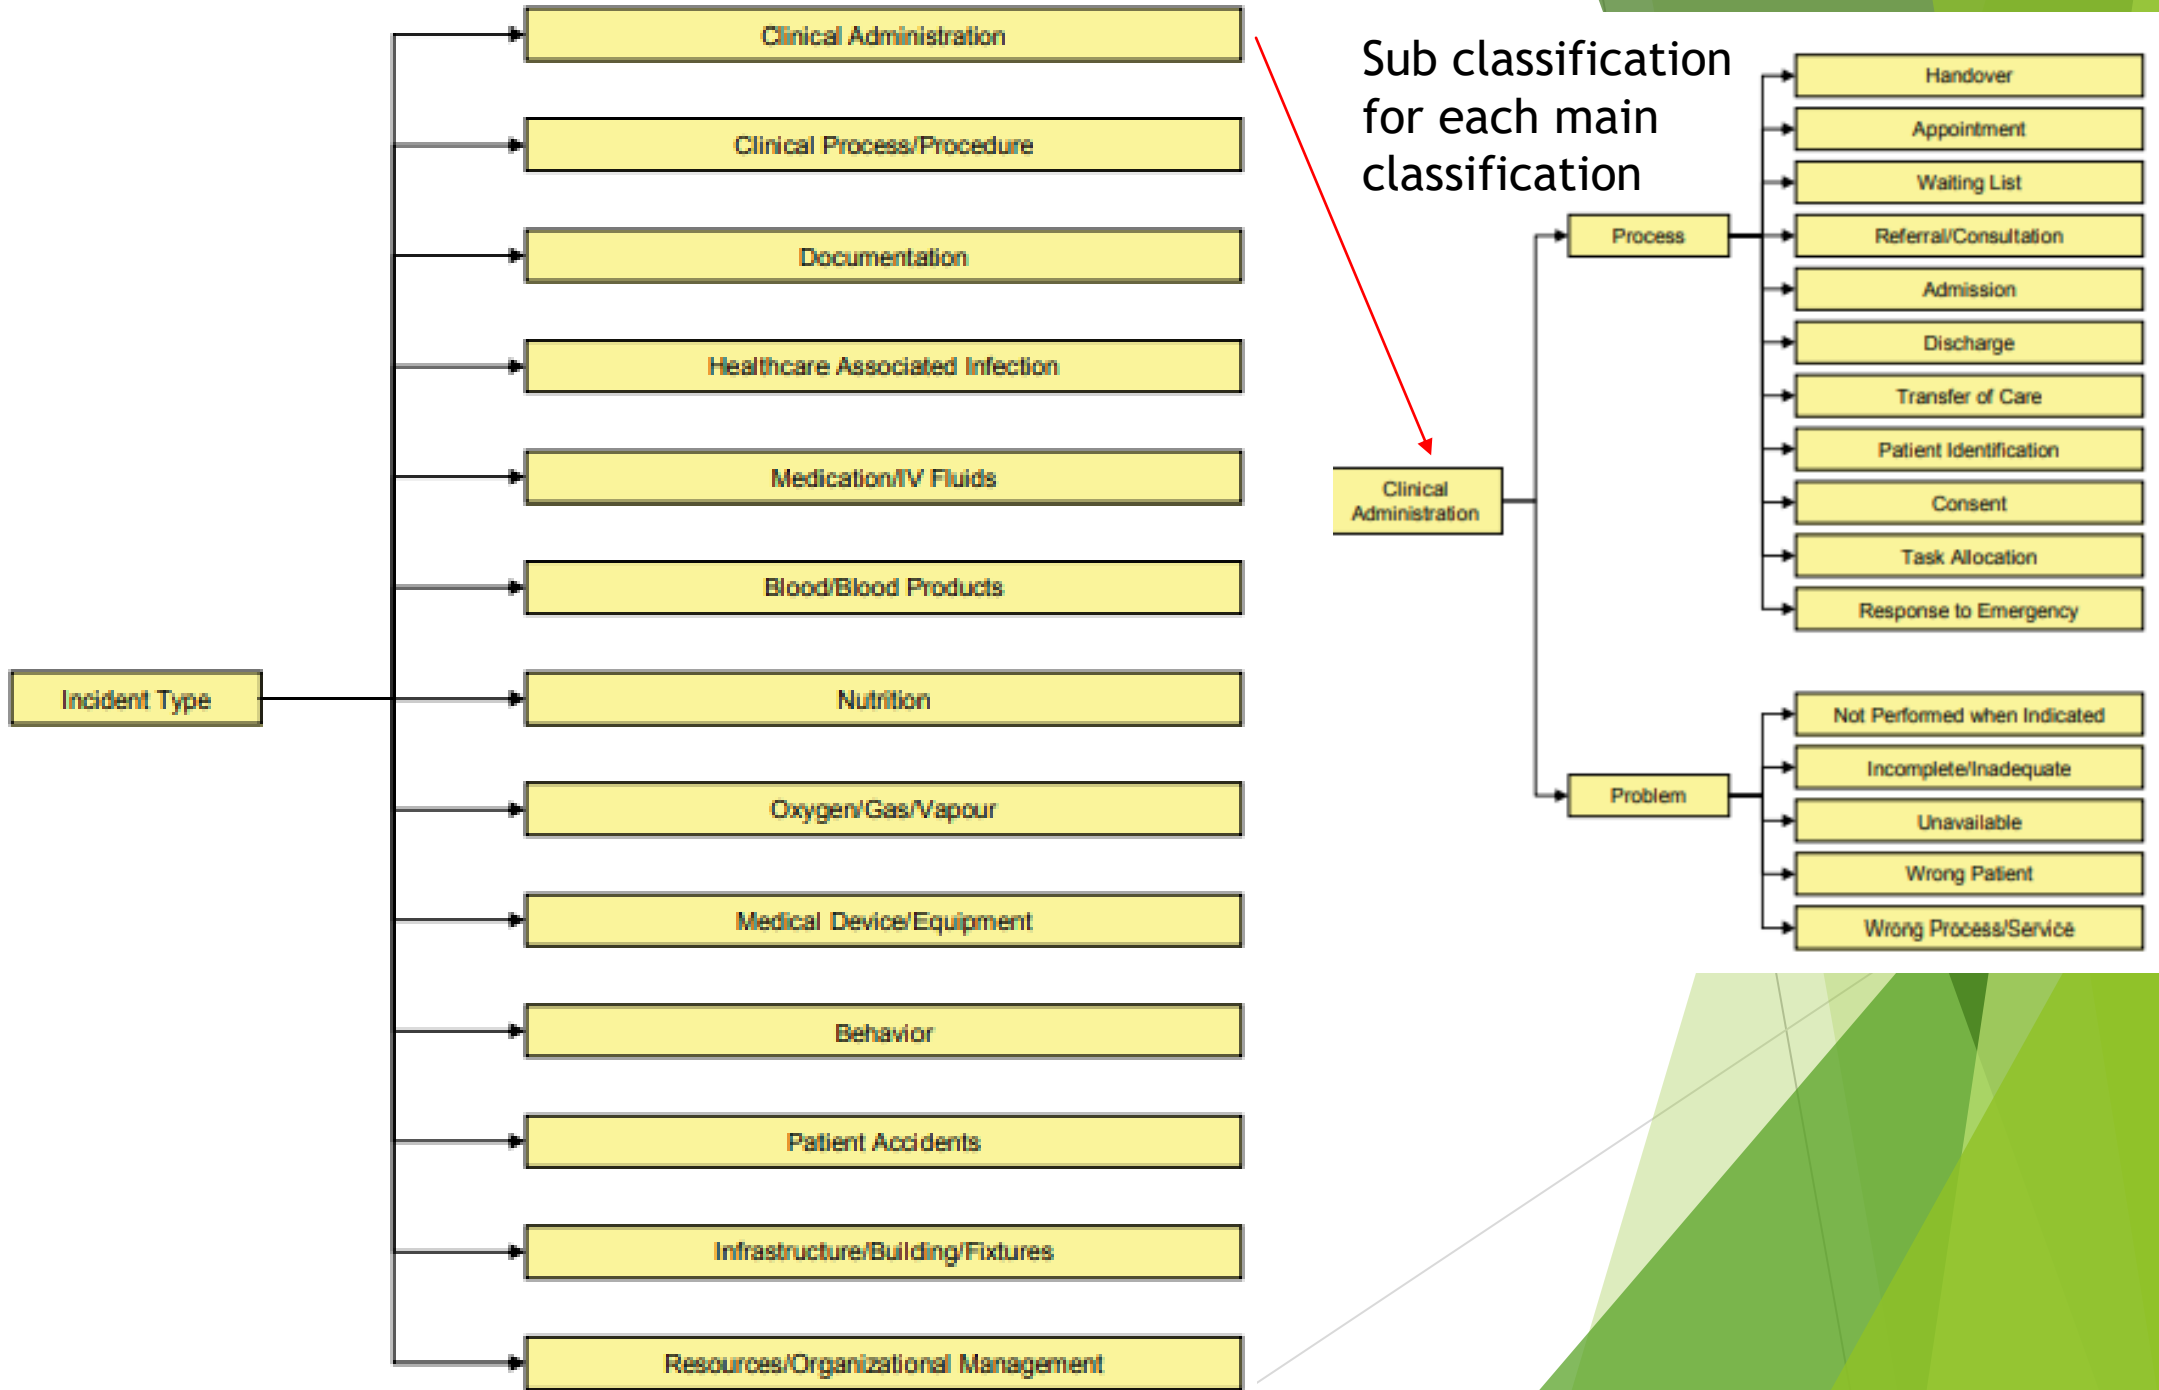 Incident Type
Clinical Administration
Clinical Process/Procedure
Documentation
Healthcare Associated Infection
Medication/IV Fluids
Blood/Blood Products
Nutrition
Oxygen/Gas/Vapour
Medical Device/Equipment
Behavior
Patient Accidents
Infrastructure/Building/Fixtures
Resources/Organizational Management
Sub classification
for each main
classification
Clinical
Administration
Process
Handover
Appointment
Waiting List
Referral/Consultation
Admission
Discharge
Transfer of Care
Patient Identification
Consent
Task Allocation
Response to Emergency
Problem
Not Performed when Indicated
Incomplete/Inadequate
Unavailable
Wrong Patient
Wrong Process/Service